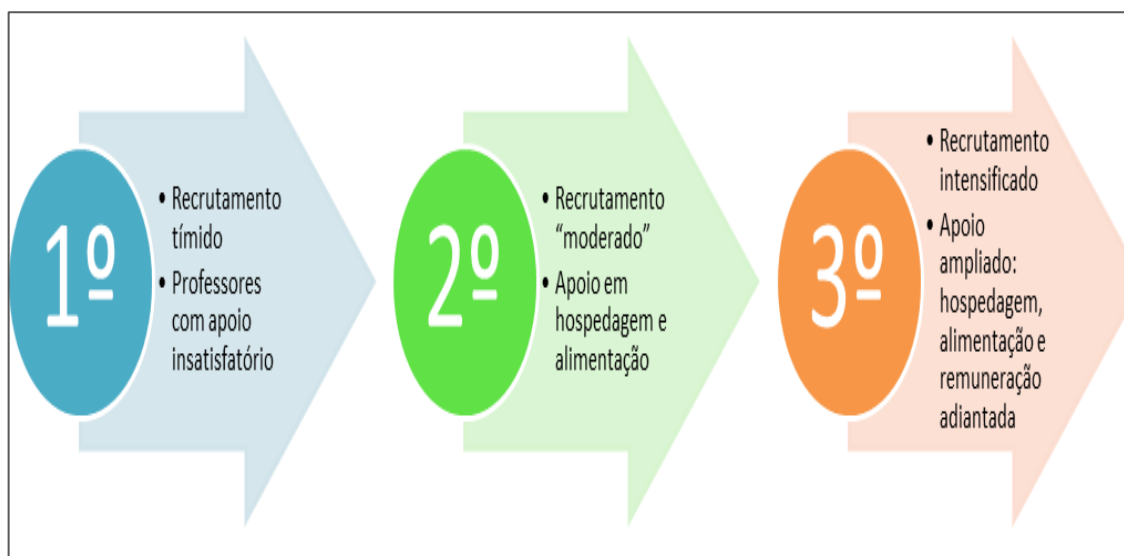 1º
• Recrutamento
tímido
• Professores
com apoio
insatisfatório
2º
• Recrutamento
“moderado”
• Apoio em
hospedagem e
alimentação
3º
• Recrutamento
intensificado
• Apoio
ampliado:
hospedagem,
alimentação e
remuneração
adiantada